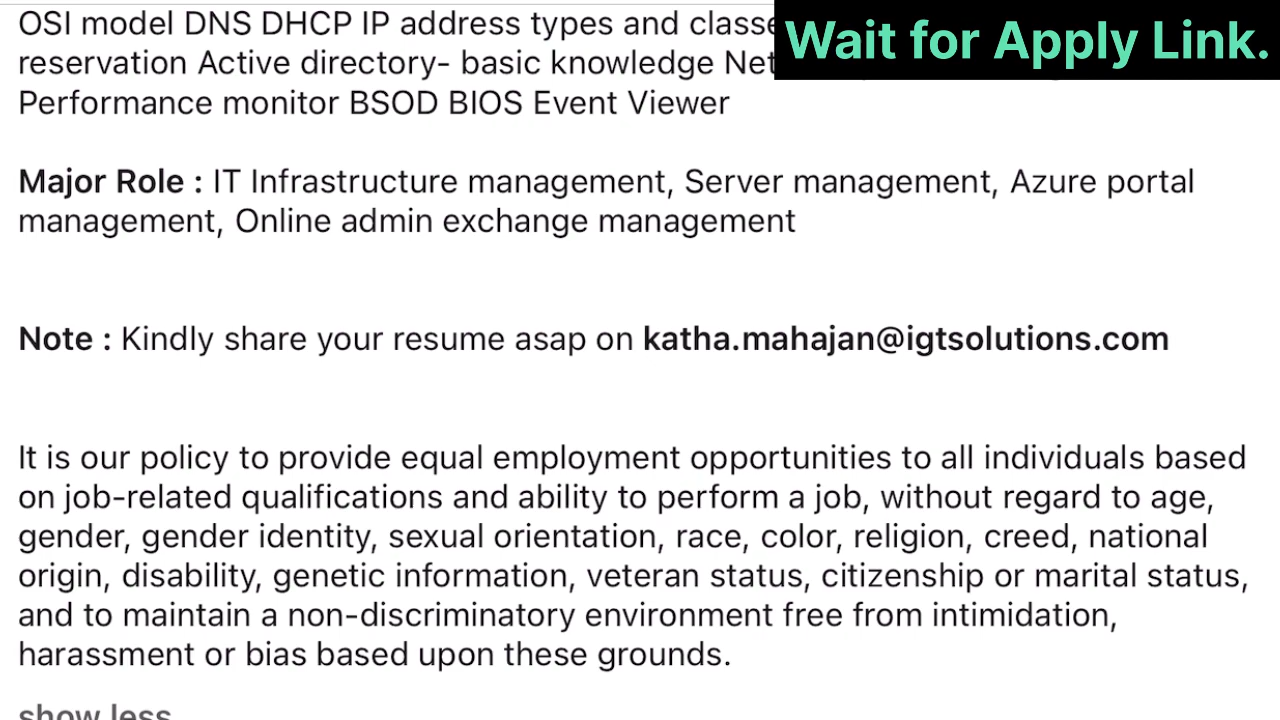 OSI model DNS DHCP IP address types and classe
Wait for Apply Link.
reservation Active directory- basic knowledge Net
Performance monitor BSOD BIOS Event Viewer
Major Role : IT Infrastructure management, Server management, Azure portal
management, Online admin exchange management
Note : Kindly share your resume asap on katha.mahajan@igtsolutions.com
It is our policy to provide equal employment opportunities to all individuals based
on job-related qualifications and ability to perform a job, without regard to age,
gender, gender identity, sexual orientation, race, color, religion, creed, national
origin, disability, genetic information, veteran status, citizenship or marital status,
and to maintain a non-discriminatory environment free from intimidation,
harassment or bias based upon these grounds.
show less